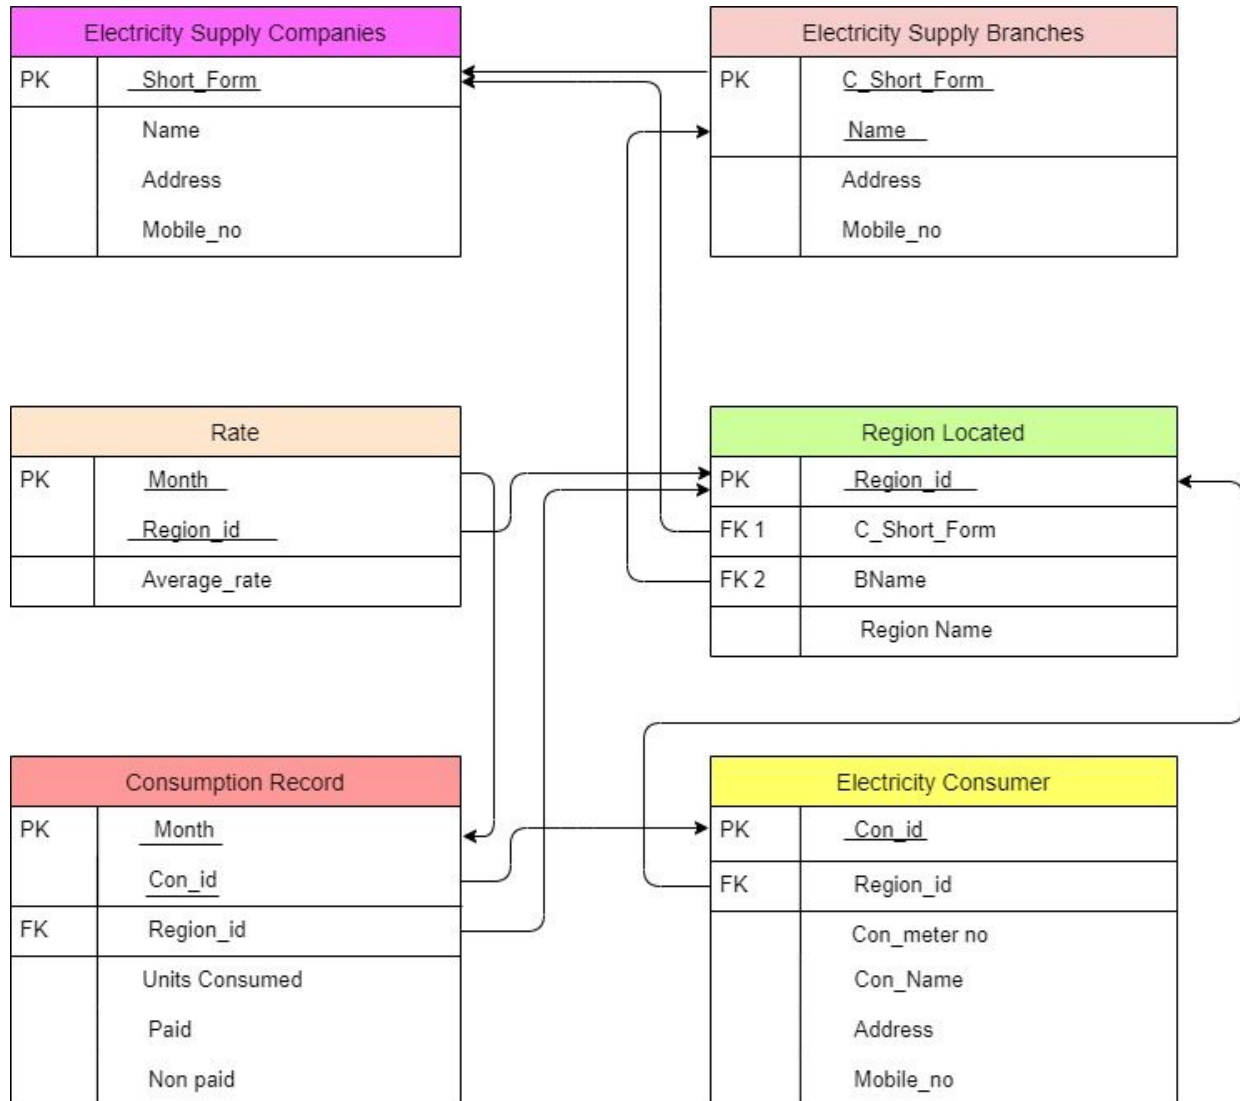 Electricity Supply Companies
PK Short_Form
Name
Address
Mobile_no
Electricity Supply Branches
PK C_Short_Form
Name
Address
Mobile_no
Rate
PK Month
Region_id
Average_rate
Region Located
PK Region_id
FK 1 C_Short_Form
FK 2 BName
Region Name
Consumption Record
PK Month
Con_id
FK Region_id
Units Consumed
Paid
Non paid
Electricity Consumer
PK Con_id
FK Region_id
Con_meter no
Con_Name
Address
Mobile_no